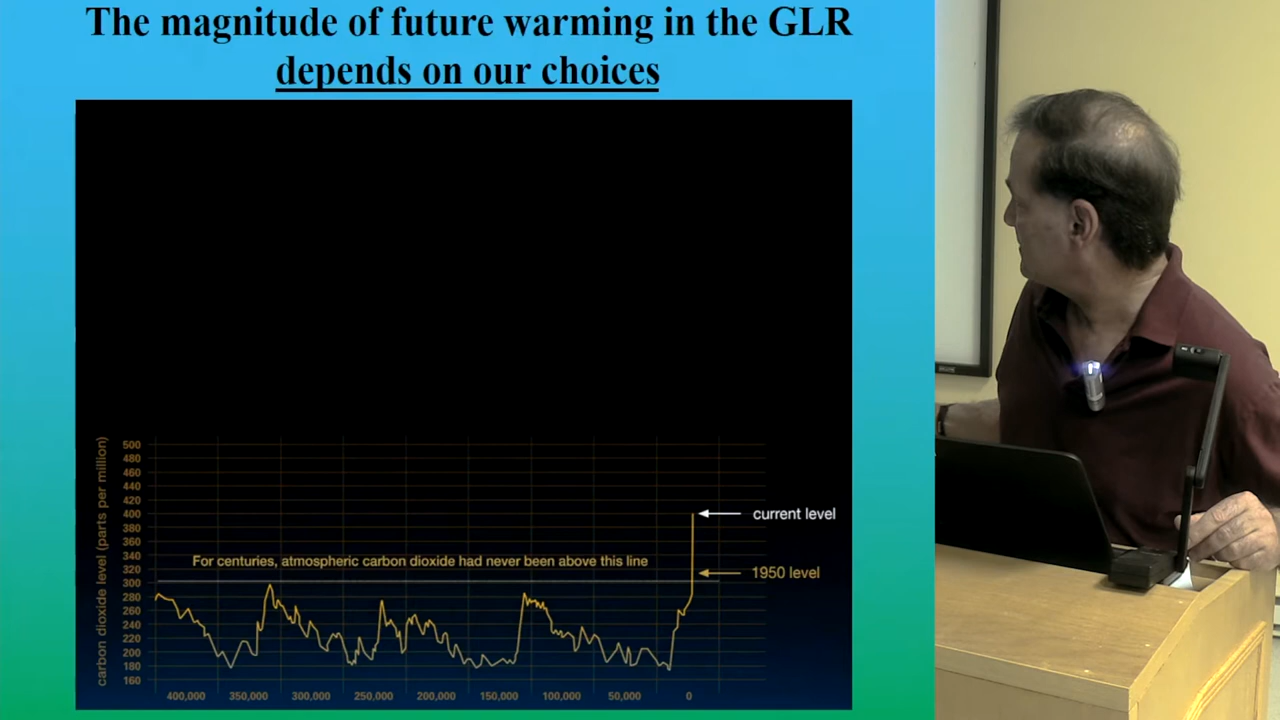 The magnitude of future warming in the GLR
depends on our choices
carbon dioxide level (parts per million)
500
480
460
440
420
400
380
360
340
320
300
280
260
240
220
200
180
160
For centuries, atmospheric carbon dioxide had never been above this line
current level
1950 level
400,000 350,000 300,000 250,000 200,000 150,000 100,000 50,000 0